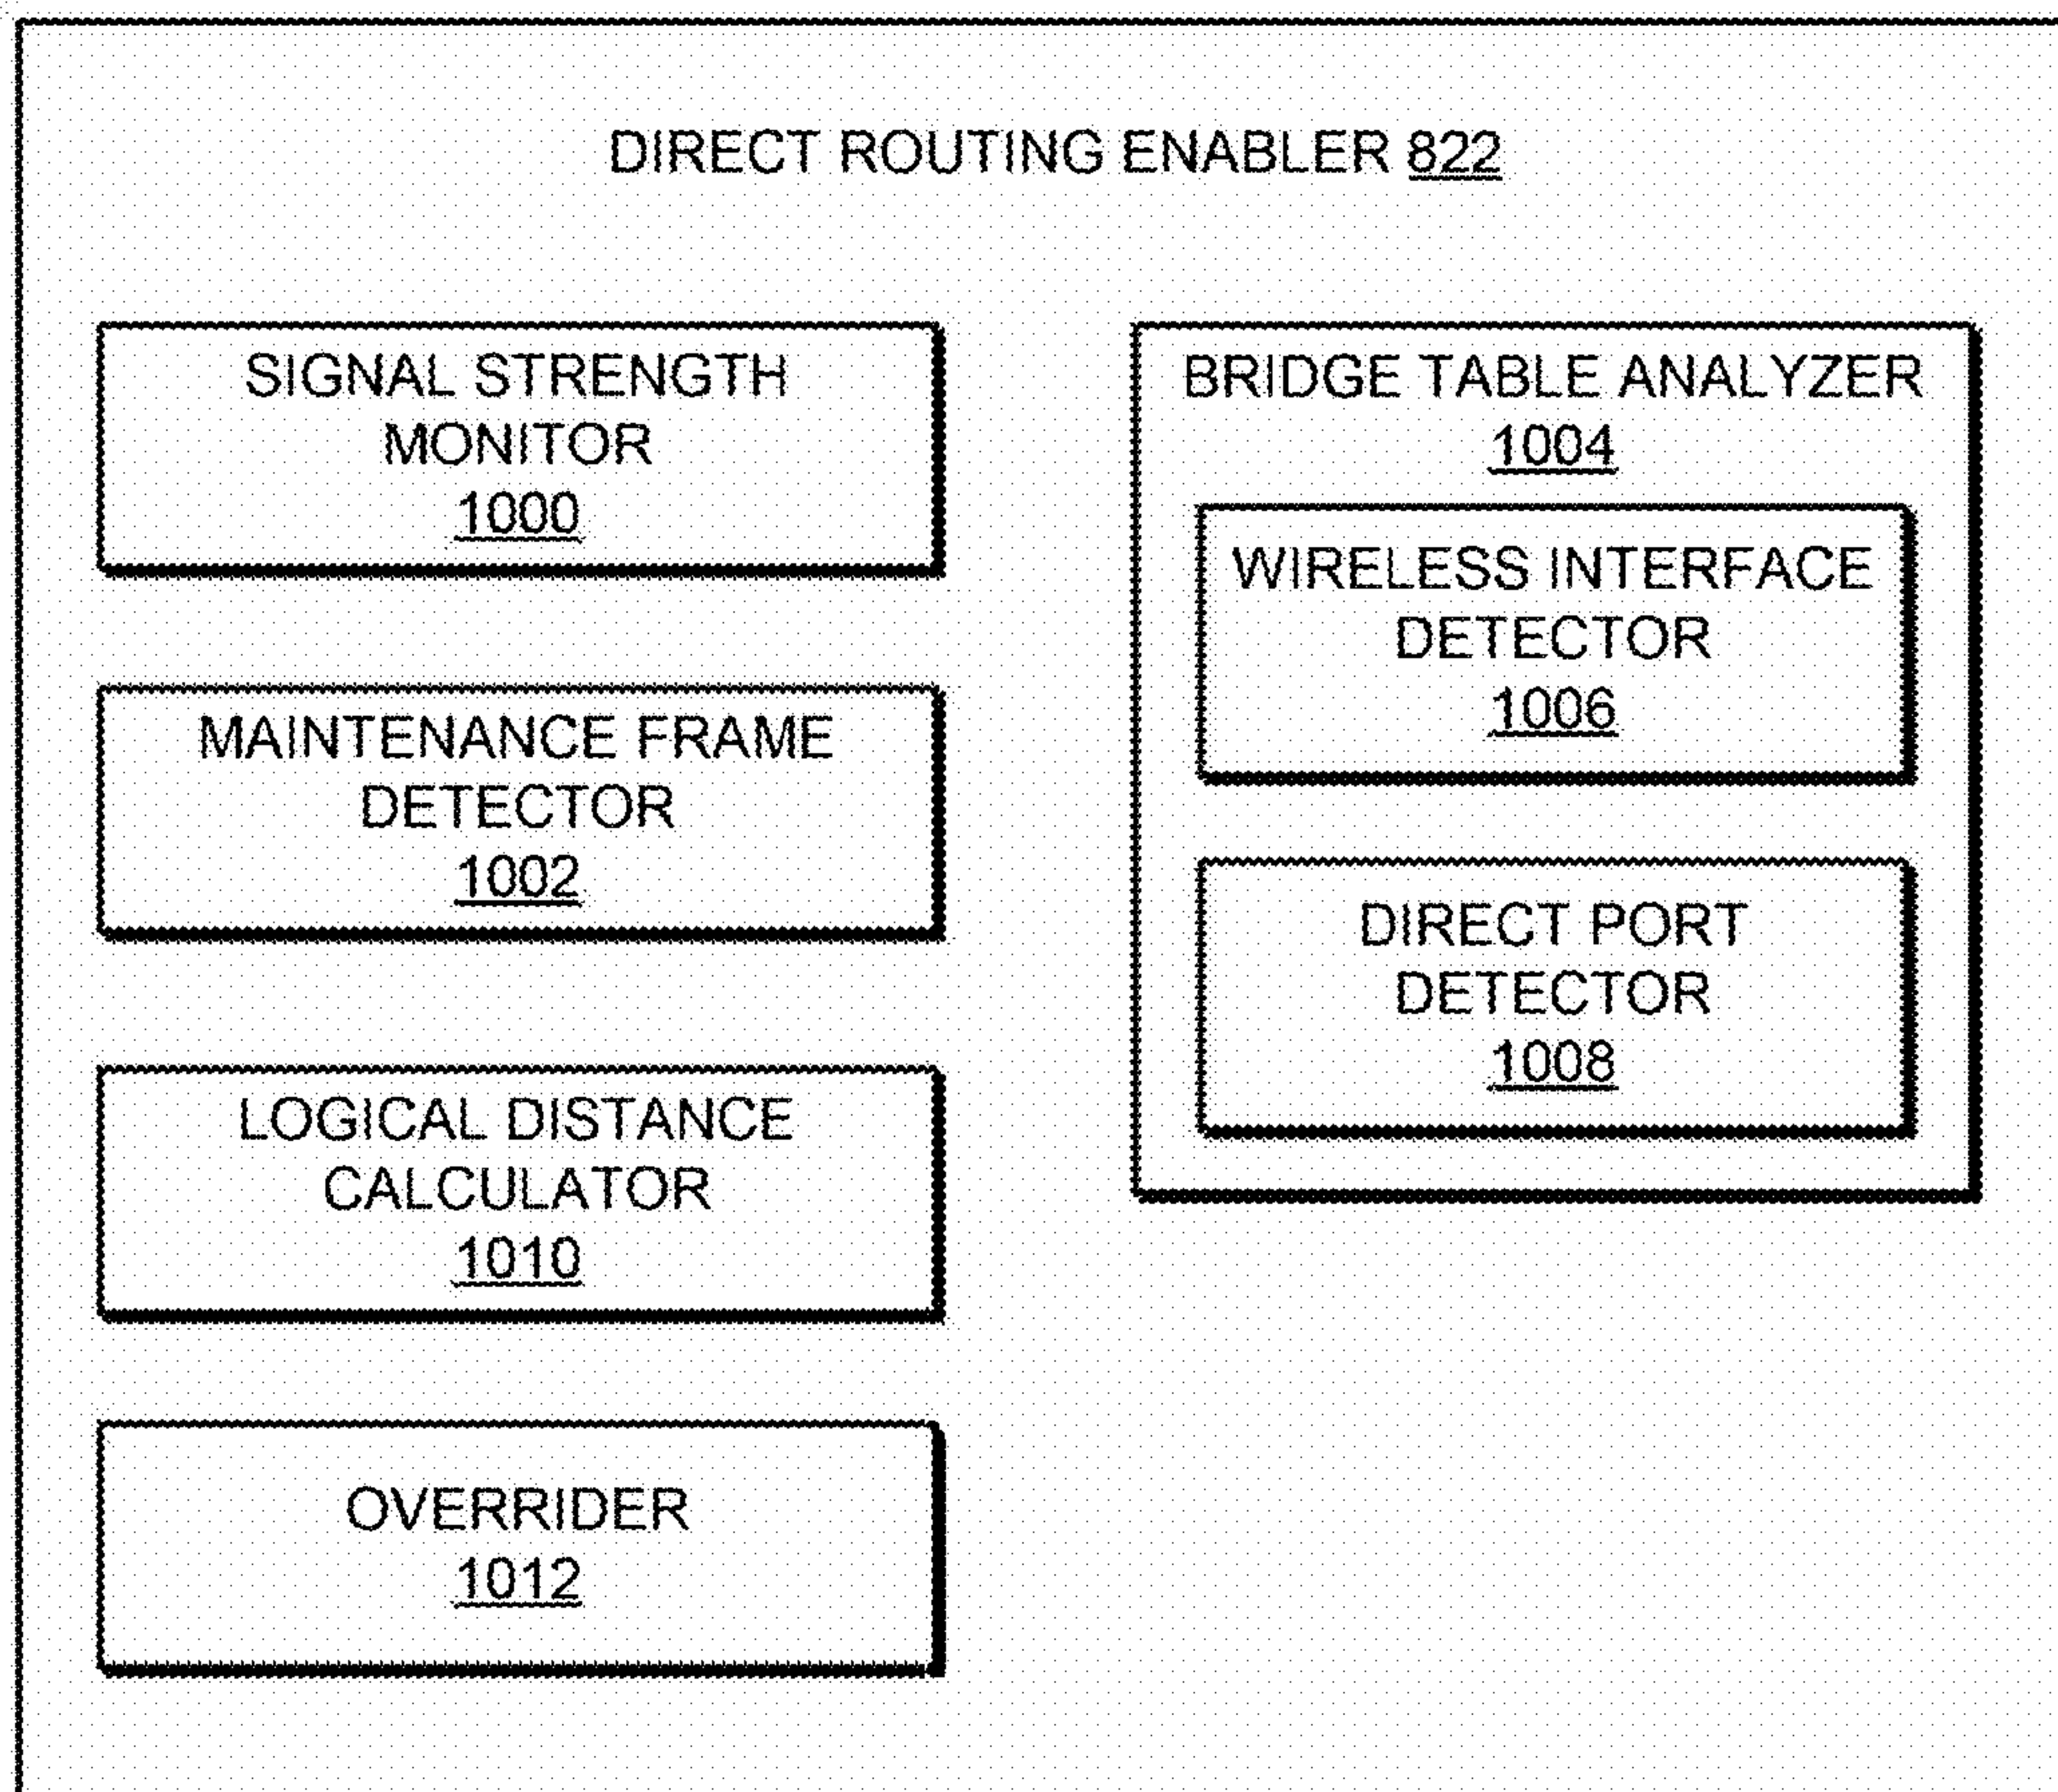 DIRECT ROUTING ENABLER 822
SIGNAL STRENGTH
MONITOR
1000
MAINTENANCE FRAME
DETECTOR
1002
LOGICAL DISTANCE
CALCULATOR
1010
OVERRIDER
1012
BRIDGE TABLE ANALYZER
1004
WIRELESS INTERFACE
DETECTOR
1006
DIRECT PORT
DETECTOR
1008